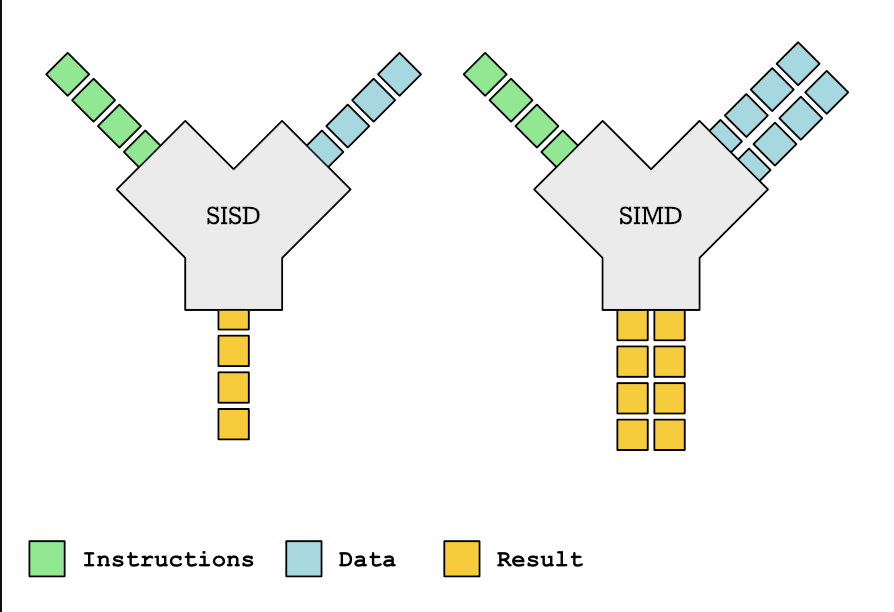 SISD
SIMD
Instructions
Data
Result